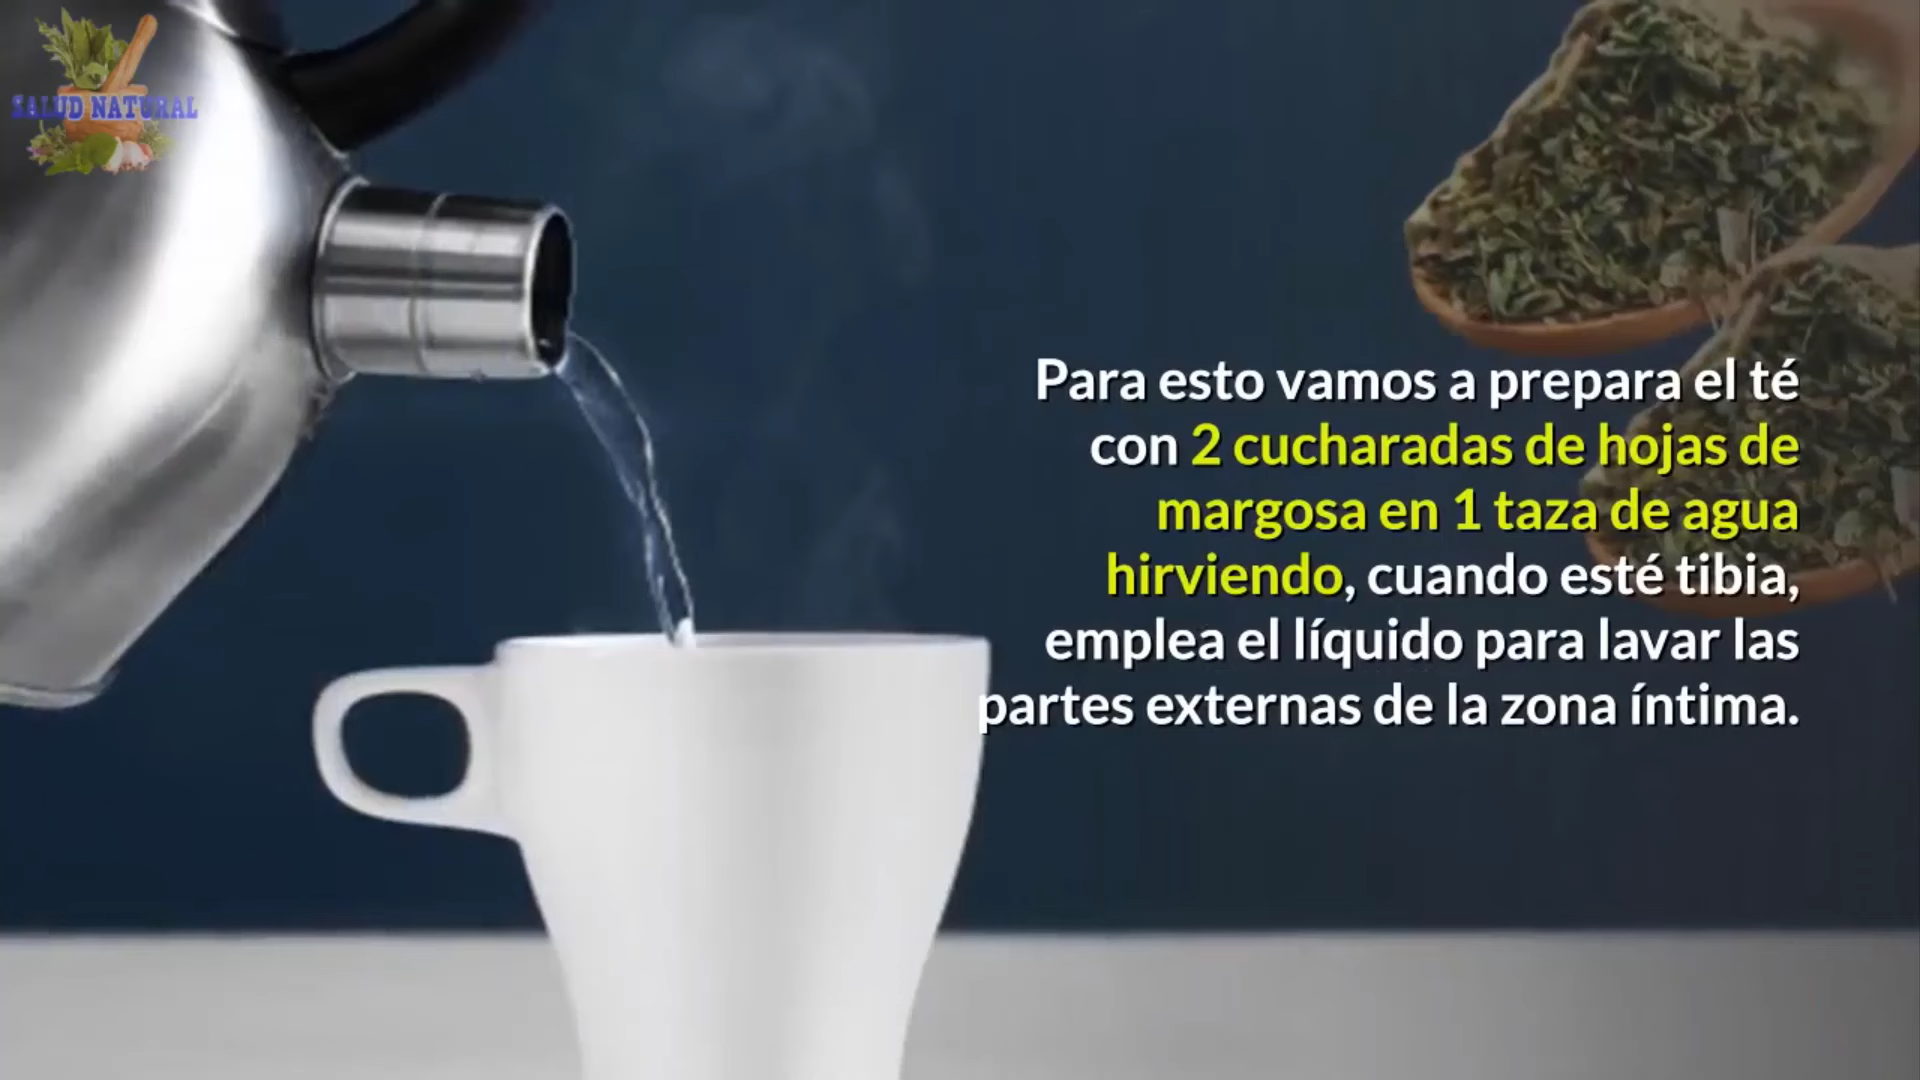 SALUD NATURAL
Para esto vamos a prepara el té
con 2 cucharadas de hojas de
margosa en 1 taza de agua
hirviendo, cuando esté tibia,
emplea el líquido para lavar las
partes externas de la zona íntima.